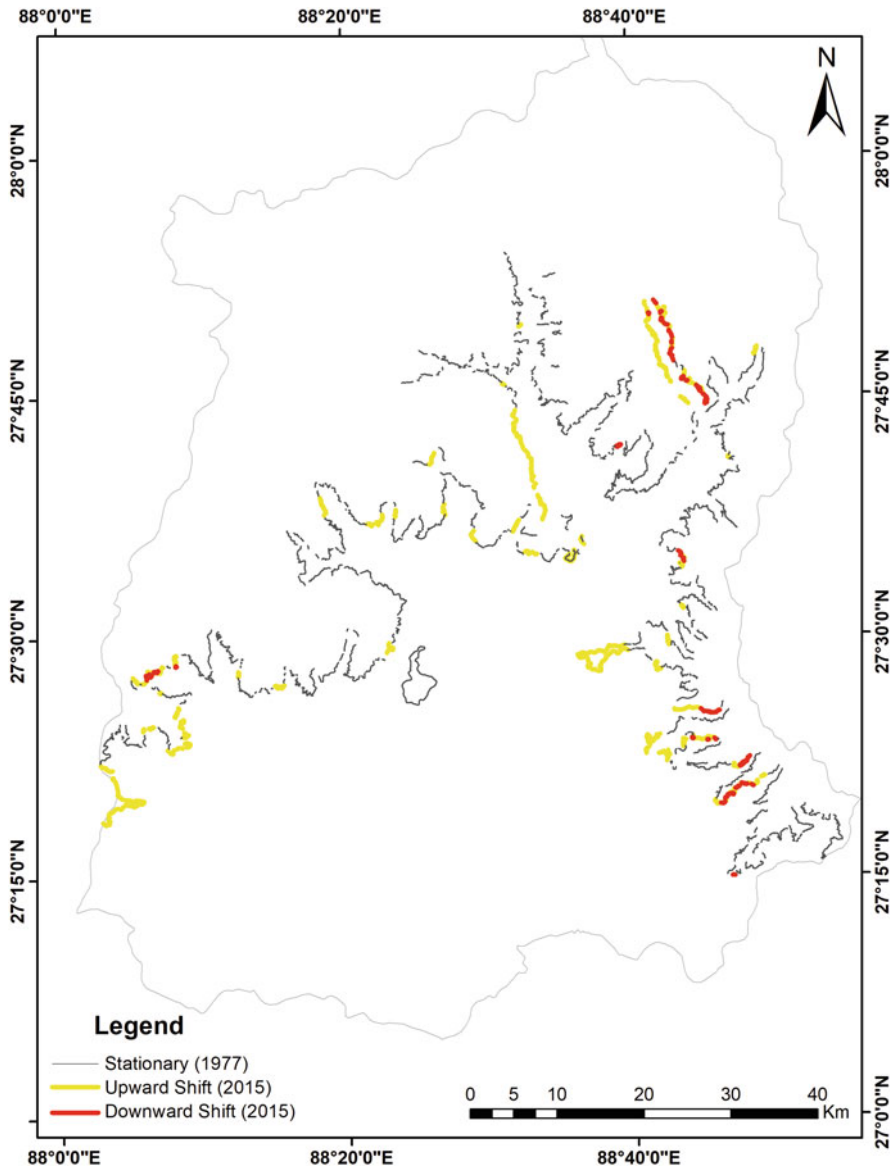 88°0'0"E 88°20'0"E 88°40'0"E
N
28°0'0"N 28°0'0"N
27°45'0"N 27°45'0"N
27°30'0"N 27°30'0"N
27°15'0"N 27°15'0"N
Legend
Stationary (1977)
Upward Shift (2015)
Downward Shift (2015)
0 5 10 20 30 40
Km
27°0'0"N
88°0'0"E 88°20'0"E 88°40'0"E